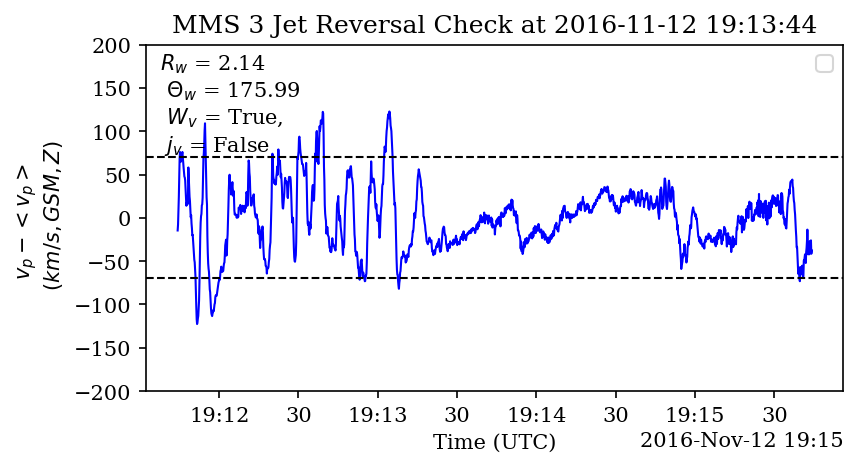 MMS 3 Jet Reversal Check at 2016-11-12 19:13:44
200
150
100
50
0
−50
−100
−150
−200
v_p − < v_p >
(km/s, GSM, Z)
R_w = 2.14
Θ_w = 175.99
W_v = True,
j_v = False
19:12 30 19:13 30 19:14 30 19:15 30
Time (UTC)
2016-Nov-12 19:15